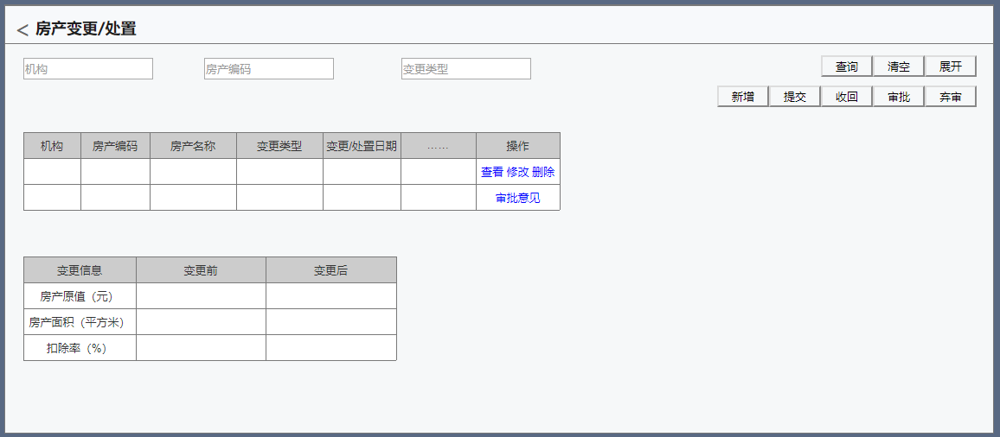 < 房产变更/处置
机构 房产编码 变更类型 查询 清空 展开
新增 提交 收回 审批 弃审
机构 房产编码 房产名称 变更类型 变更/处置日期 …… 操作
查看 修改 删除
审批意见
变更信息 变更前 变更后
房产原值（元）
房产面积（平方米）
扣除率（%）